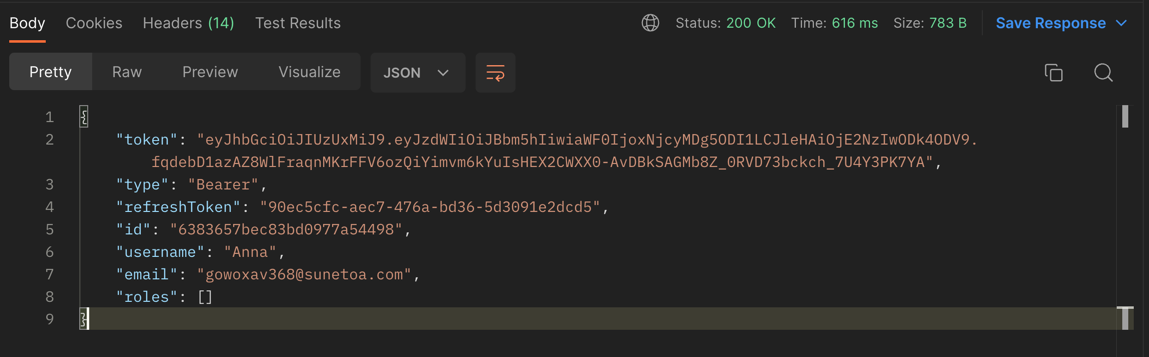 Body Cookies Headers (14) Test Results Status: 200 OK Time: 616 ms Size: 783 B Save Response
Pretty Raw Preview Visualize JSON
1 {
2 "token": "eyJhbGciOiJIUzUxMiJ9.eyJzdWIiOiJBbm5hIiwiaWF0IjoxNjcyMDg5ODI1LCJleHAiOjE2NzIwODk4ODV9.
fqdebD1azAZ8WlFraqnMKrFFV6ozQiYimvm6kYuIsHEX2CWXX0-AvDBkSAGMb8Z_0RVD73bckch_7U4Y3PK7YA",
3 "type": "Bearer",
4 "refreshToken": "90ec5cfc-aec7-476a-bd36-5d3091e2dcd5",
5 "id": "6383657bec83bd0977a54498",
6 "username": "Anna",
7 "email": "gowoxav368@sunetoa.com",
8 "roles": []
9 }